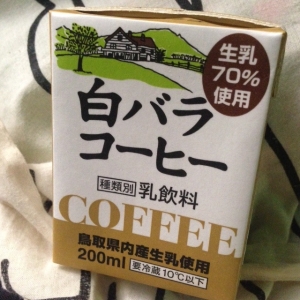 生乳
70%
使用
白バラ
コーヒー
種類別 乳飲料
COFFEE
鳥取県内産生乳使用
200ml 要冷蔵10℃以下